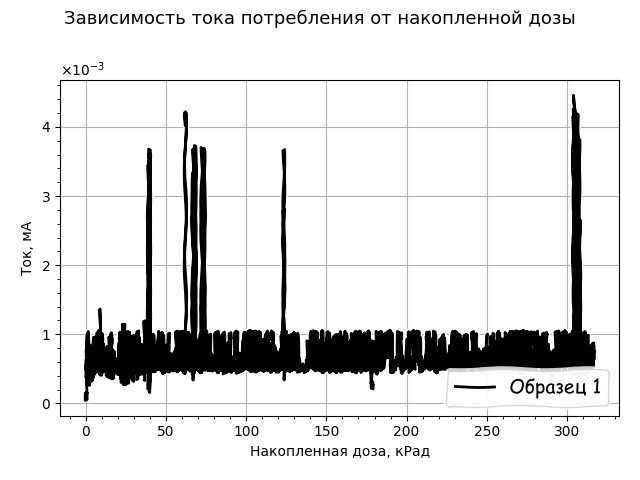 Зависимость тока потребления от накопленной дозы
×10⁻³
4
3
2
1
0
Ток, мА
0 50 100 150 200 250 300
Накопленная доза, кРад
Образец 1